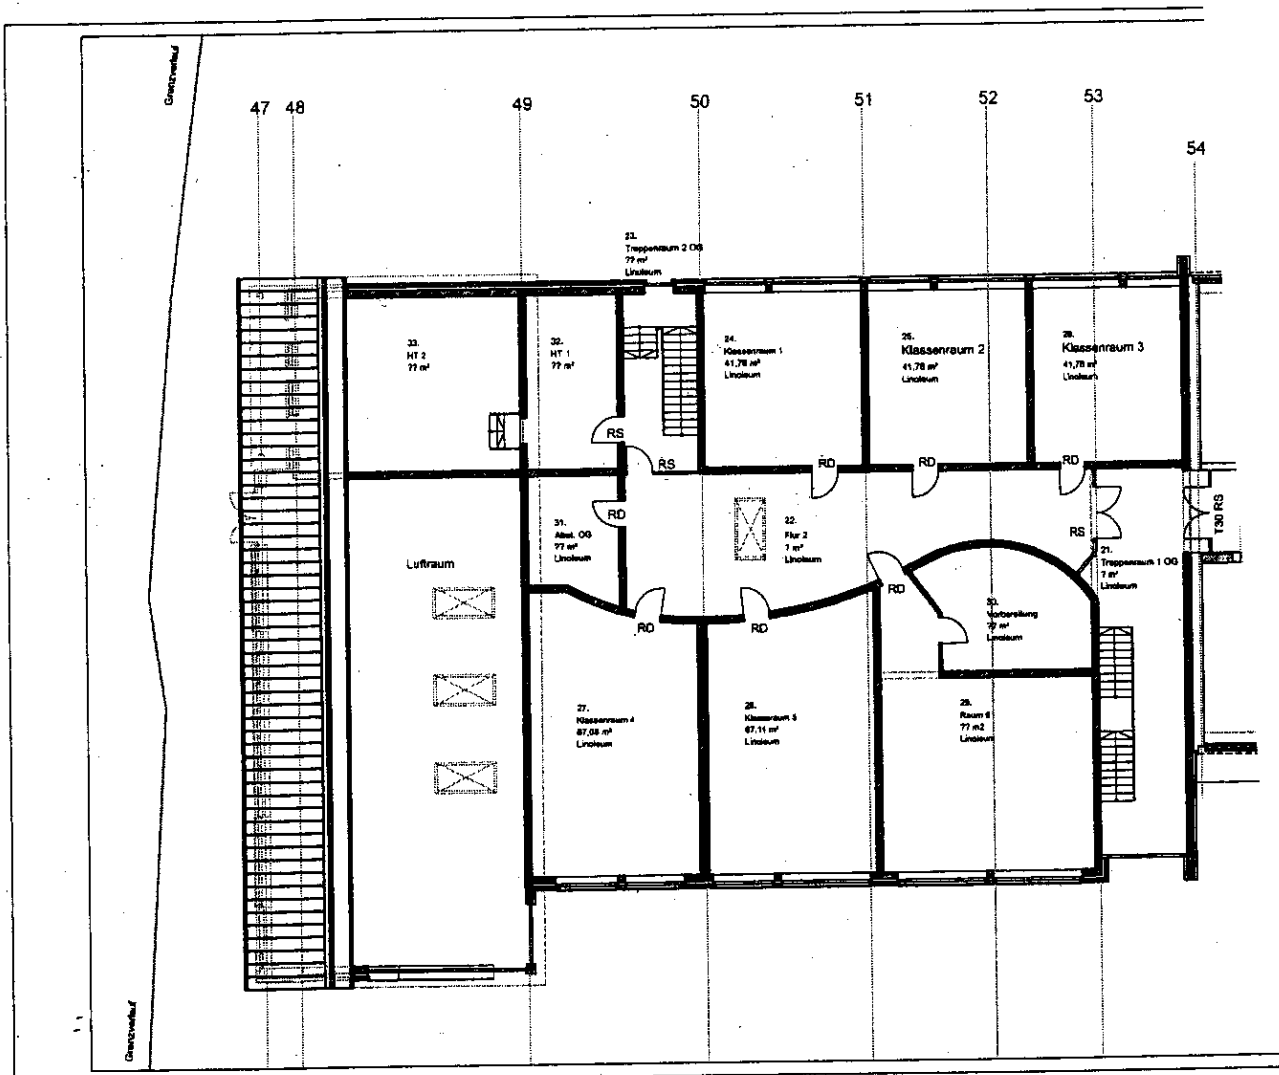 Grenzverlauf
47
48
49
50
51
52
53
54
23.
Treppenraum 2 OG
?? m²
Linoleum
33.
HT 2
?? m²
32.
HT 1
?? m²
24.
Klassenraum 1
41,78 m²
Linoleum
25.
Klassenraum 2
41,78 m²
Linoleum
26.
Klassenraum 3
41,78 m²
Linoleum
RS
RS
RD
RD
RD
31.
Abst. OG
?? m²
Linoleum
RD
22.
Flur 2
? m²
Linoleum
RS
T30 RS
21.
Treppenraum 1 OG
? m²
Linoleum
Luftraum
RD
RD
RD
30.
Vorbereitung
?? m²
Linoleum
27.
Klassenraum 4
67,08 m²
Linoleum
28.
Klassenraum 5
67,11 m²
Linoleum
29.
Raum 6
?? m2
Linoleum
Grenzverlauf